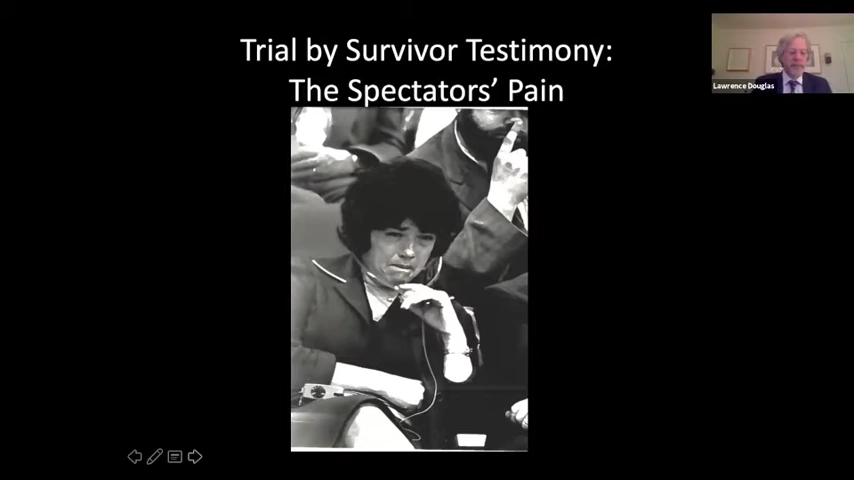 Trial by Survivor Testimony:
The Spectators' Pain
Lawrence Douglas